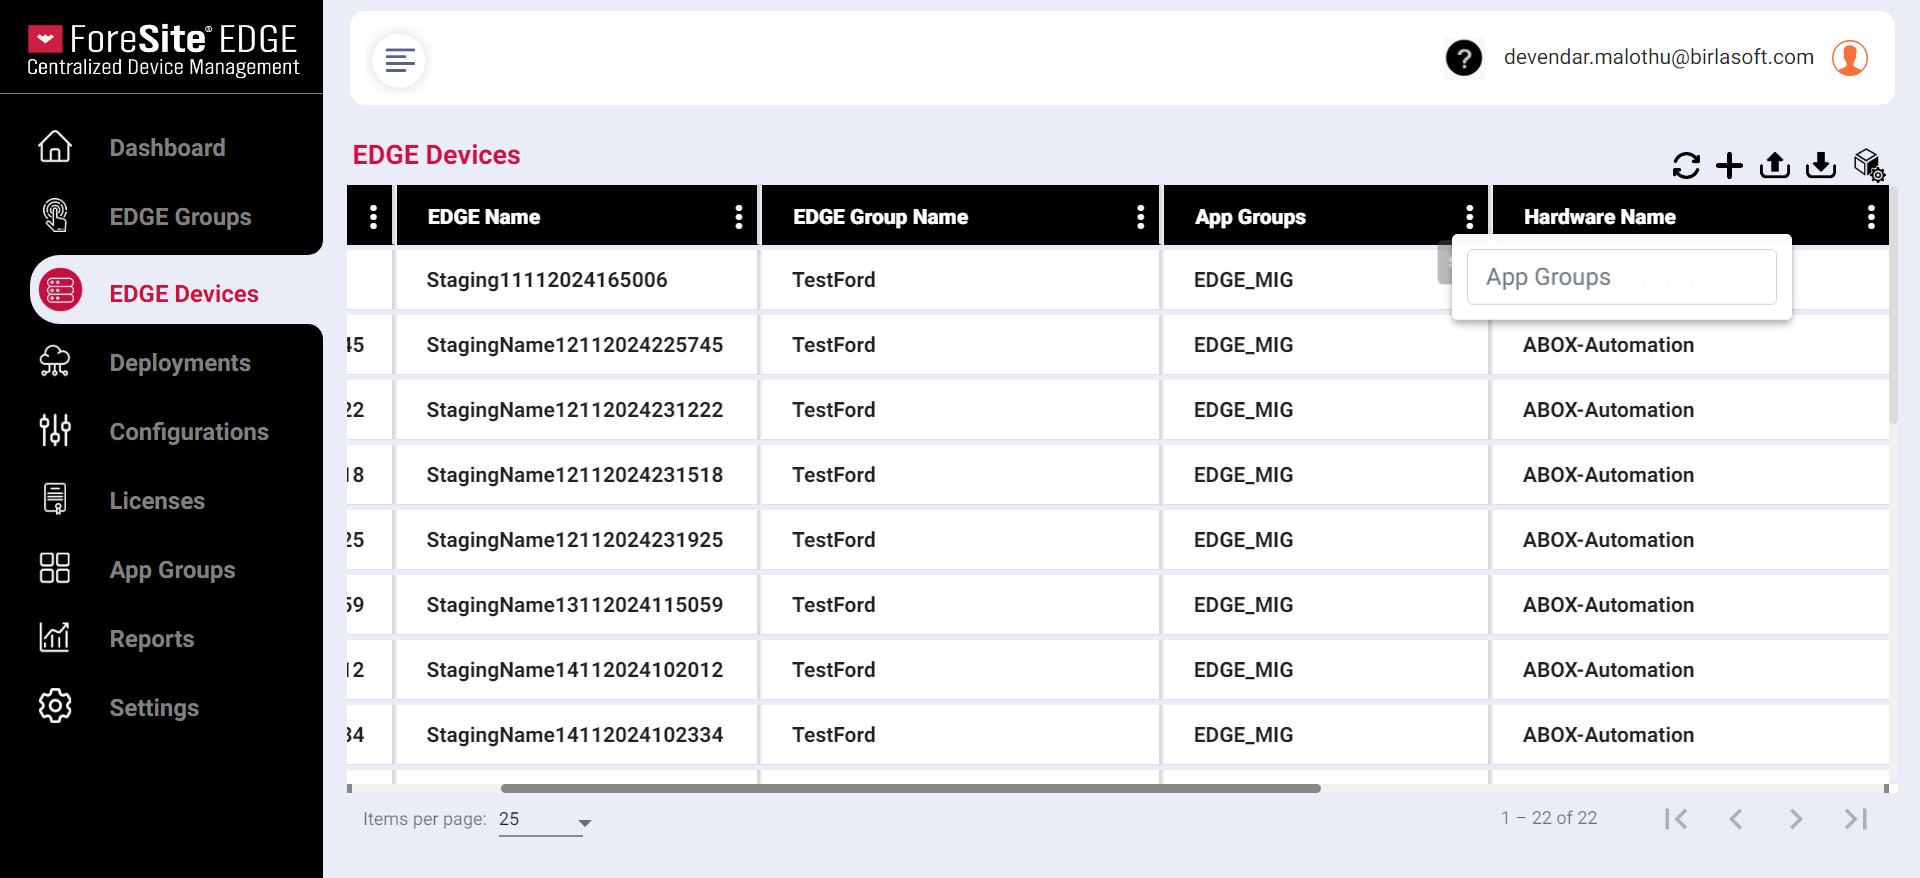 ForeSite® EDGE
Centralized Device Management
Dashboard
EDGE Groups
EDGE Devices
Deployments
Configurations
Licenses
App Groups
Reports
Settings
?
devendar.malothu@birlasoft.com
EDGE Devices
EDGE Name EDGE Group Name App Groups Hardware Name
App Groups
Staging11112024165006 TestFord EDGE_MIG
45 StagingName12112024225745 TestFord EDGE_MIG ABOX-Automation
22 StagingName12112024231222 TestFord EDGE_MIG ABOX-Automation
18 StagingName12112024231518 TestFord EDGE_MIG ABOX-Automation
25 StagingName12112024231925 TestFord EDGE_MIG ABOX-Automation
59 StagingName13112024115059 TestFord EDGE_MIG ABOX-Automation
12 StagingName14112024102012 TestFord EDGE_MIG ABOX-Automation
34 StagingName14112024102334 TestFord EDGE_MIG ABOX-Automation
Items per page: 25 1 – 22 of 22